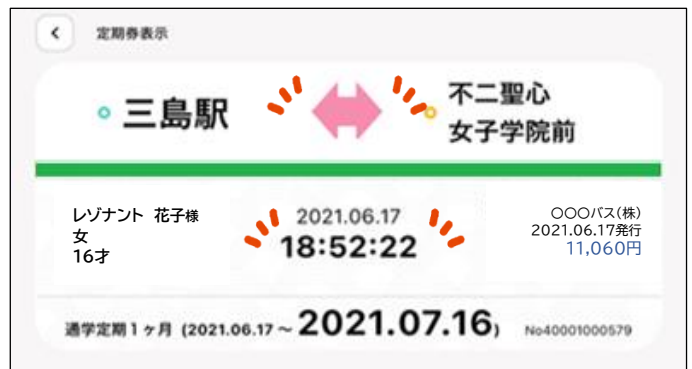 定期券表示
三島駅
不二聖心
女子学院前
レゾナント 花子様
女
16才
2021.06.17
18:52:22
〇〇〇バス(株)
2021.06.17発行
11,060円
通学定期1ヶ月 (2021.06.17~2021.07.16) No40001000579